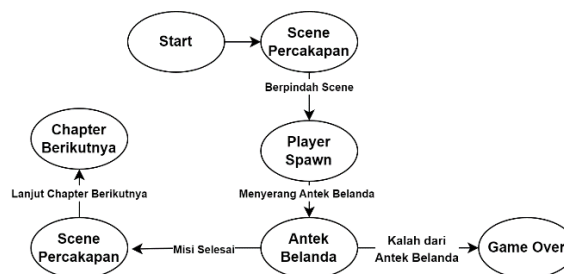 Start
Scene
Percakapan
Berpindah Scene
Player
Spawn
Menyerang Antek Belanda
Antek
Belanda
Kalah dari
Antek Belanda
Game Over
Misi Selesai
Scene
Percakapan
Lanjut Chapter Berikutnya
Chapter
Berikutnya